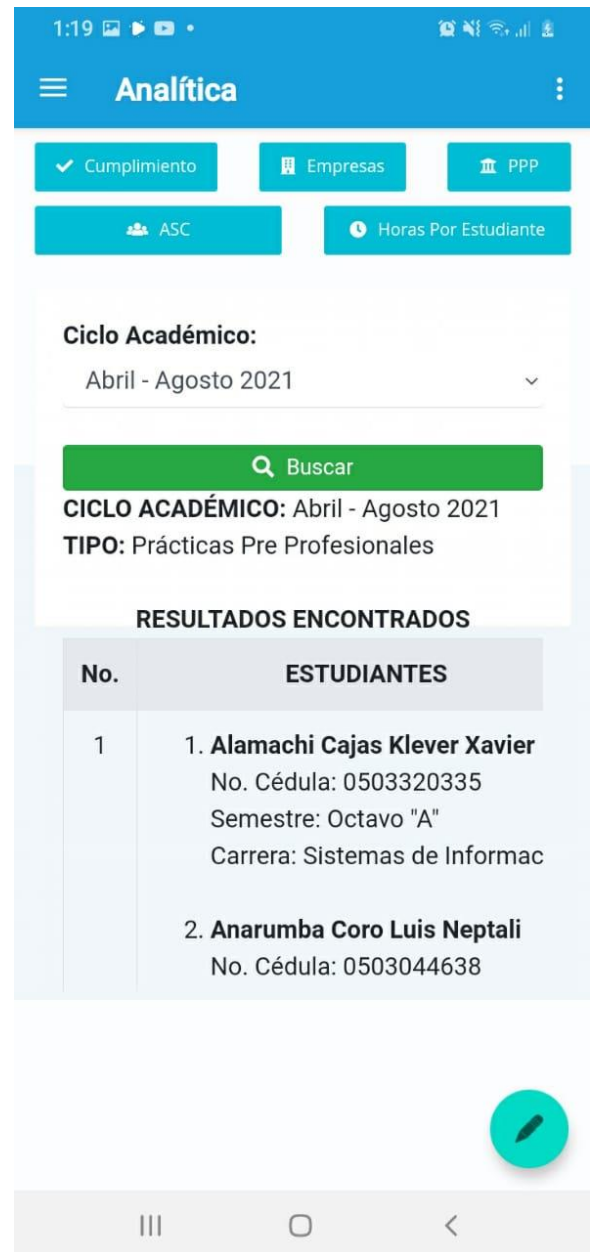 1:19
Analítica
Cumplimiento Empresas PPP
ASC Horas Por Estudiante
Ciclo Académico:
Abril - Agosto 2021
Buscar
CICLO ACADÉMICO: Abril - Agosto 2021
TIPO: Prácticas Pre Profesionales
RESULTADOS ENCONTRADOS
No. ESTUDIANTES
1 1. Alamachi Cajas Klever Xavier
No. Cédula: 0503320335
Semestre: Octavo "A"
Carrera: Sistemas de Informac
2. Anarumba Coro Luis Neptali
No. Cédula: 0503044638